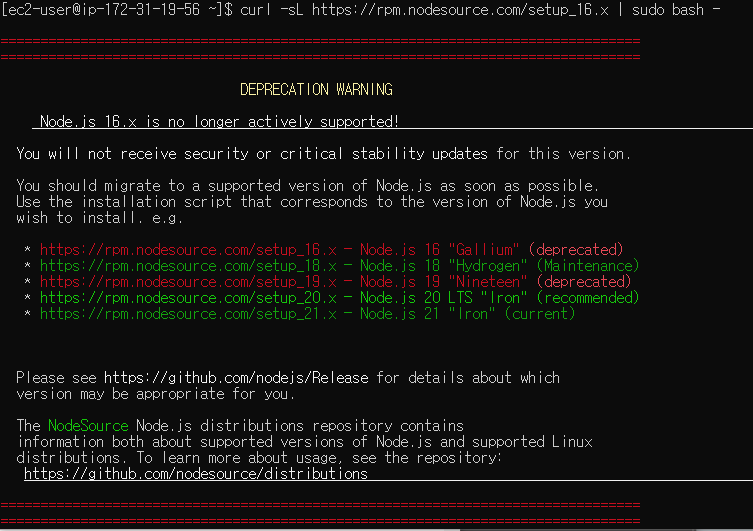 [ec2-user@ip-172-31-19-56 ~]$ curl -sL https://rpm.nodesource.com/setup_16.x | sudo bash -
================================================================================
================================================================================
DEPRECATION WARNING
Node.js 16.x is no longer actively supported!
You will not receive security or critical stability updates for this version.
You should migrate to a supported version of Node.js as soon as possible.
Use the installation script that corresponds to the version of Node.js you
wish to install. e.g.
* https://rpm.nodesource.com/setup_16.x - Node.js 16 "Gallium" (deprecated)
* https://rpm.nodesource.com/setup_18.x - Node.js 18 "Hydrogen" (Maintenance)
* https://rpm.nodesource.com/setup_19.x - Node.js 19 "Nineteen" (deprecated)
* https://rpm.nodesource.com/setup_20.x - Node.js 20 LTS "Iron" (recommended)
* https://rpm.nodesource.com/setup_21.x - Node.js 21 "Iron" (current)
Please see https://github.com/nodejs/Release for details about which
version may be appropriate for you.
The NodeSource Node.js distributions repository contains
information both about supported versions of Node.js and supported Linux
distributions. To learn more about usage, see the repository:
https://github.com/nodesource/distributions
================================================================================
================================================================================